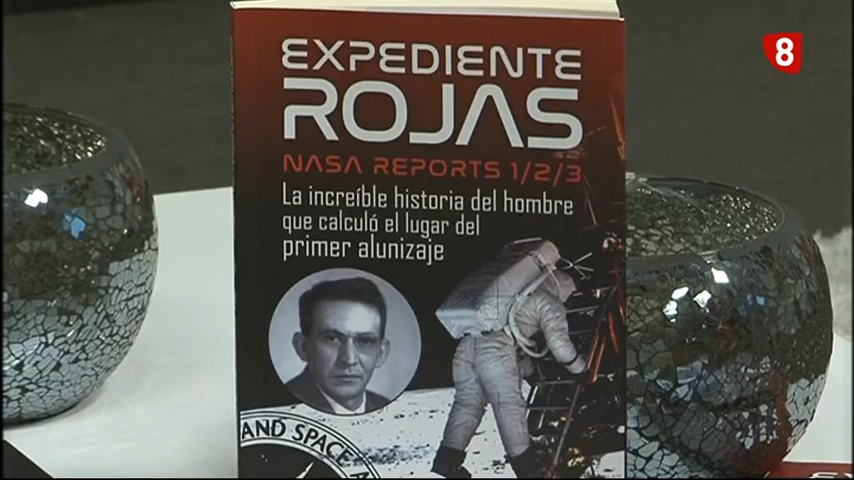 8
EXPEDIENTE
ROJAS
NASA REPORTS 1/2/3
La increíble historia del hombre
que calculó el lugar del
primer alunizaje
AND SPACE A